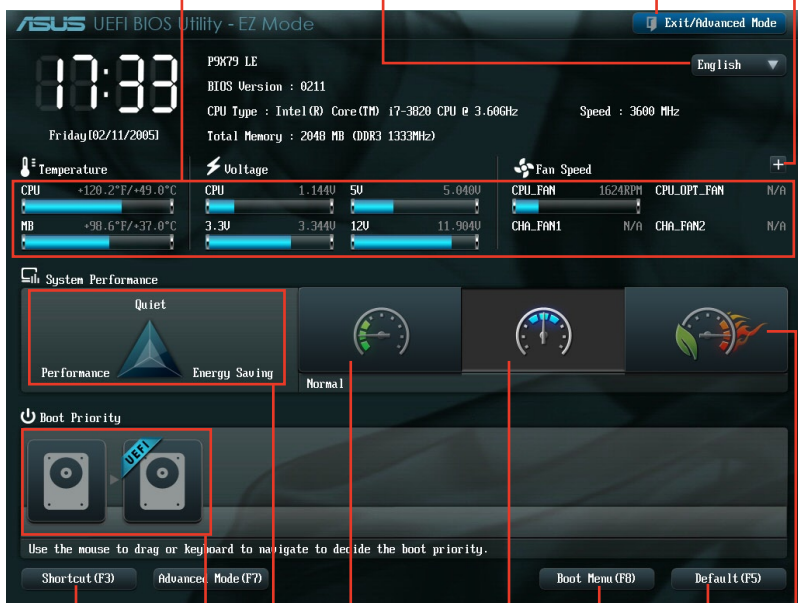 ASUS UEFI BIOS Utility - EZ Mode
Exit/Advanced Mode
17:33
Friday[02/11/2005]
P9X79 LE
BIOS Version : 0211
CPU Type : Intel(R) Core(TM) i7-3820 CPU @ 3.60GHz Speed : 3600 MHz
Total Memory : 2048 MB (DDR3 1333MHz)
English
Temperature
CPU +120.2°F/+49.0°C
MB +98.6°F/+37.0°C
Voltage
CPU 1.144V 5V 5.040V
3.3V 3.344V 12V 11.904V
Fan Speed
CPU_FAN 1624RPM CPU_OPT_FAN N/A
CHA_FAN1 N/A CHA_FAN2 N/A
System Performance
Quiet
Performance
Energy Saving
Normal
Boot Priority
UEFI
Use the mouse to drag or keyboard to navigate to decide the boot priority.
Shortcut(F3)
Advanced Mode(F7)
Boot Menu(F8)
Default(F5)